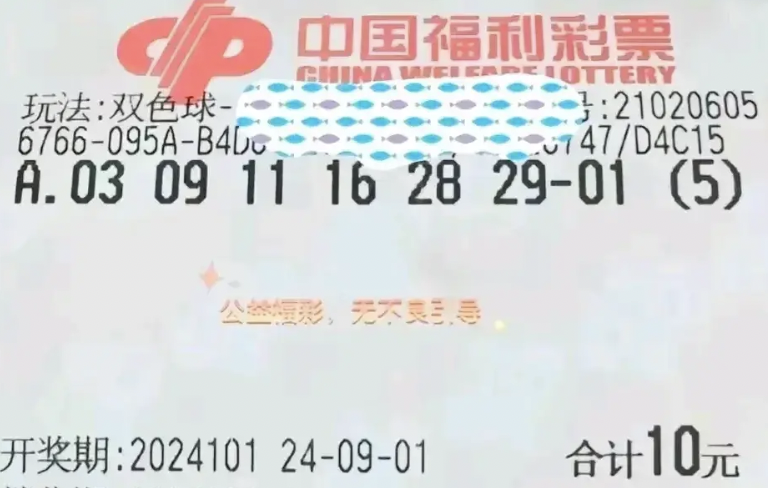 中国福利彩票
CHINA WELFARE LOTTERY
玩法:双色球- :21020605
6766-095A-B4D 747/D4C15
A.03 09 11 16 28 29-01 (5)
公益福彩，无不良引导
开奖期:2024101 24-09-01
合计10元